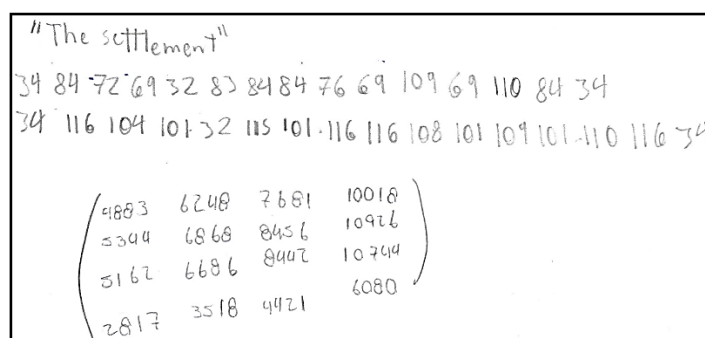 "The settlement"
34 84 72 69 32 83 84 84 76 69 109 69 110 84 34
34 116 104 101 32 115 101 116 116 108 101 109 101 110 116 34
4883 6248 7681 10018
5344 6868 8456 10926
5162 6686 8442 10744
2817 3518 4421 6080